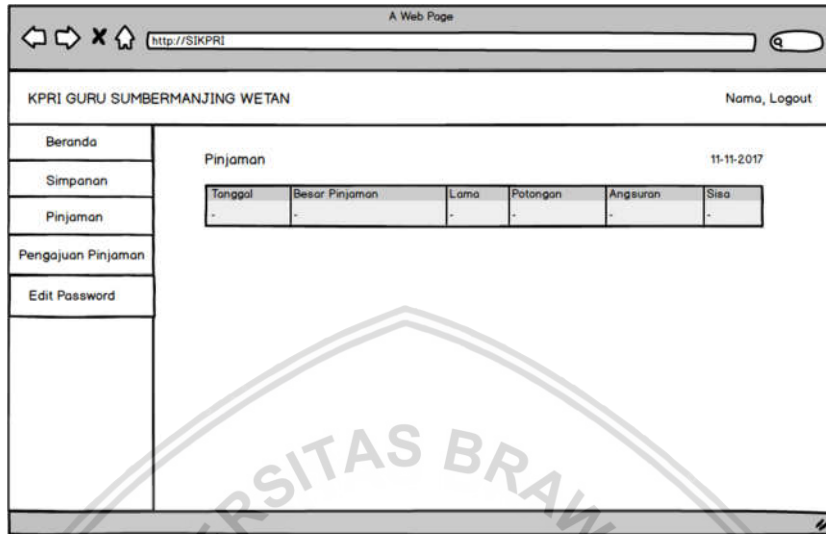 A Web Page
http://SIKPRI
KPRI GURU SUMBERMANJING WETAN
Nama, Logout
Beranda
Simpanan
Pinjaman
Pengajuan Pinjaman
Edit Password
Pinjaman
11-11-2017
Tanggal Besar Pinjaman Lama Potongan Angsuran Sisa
- - - - - -
ERSITAS BRAW